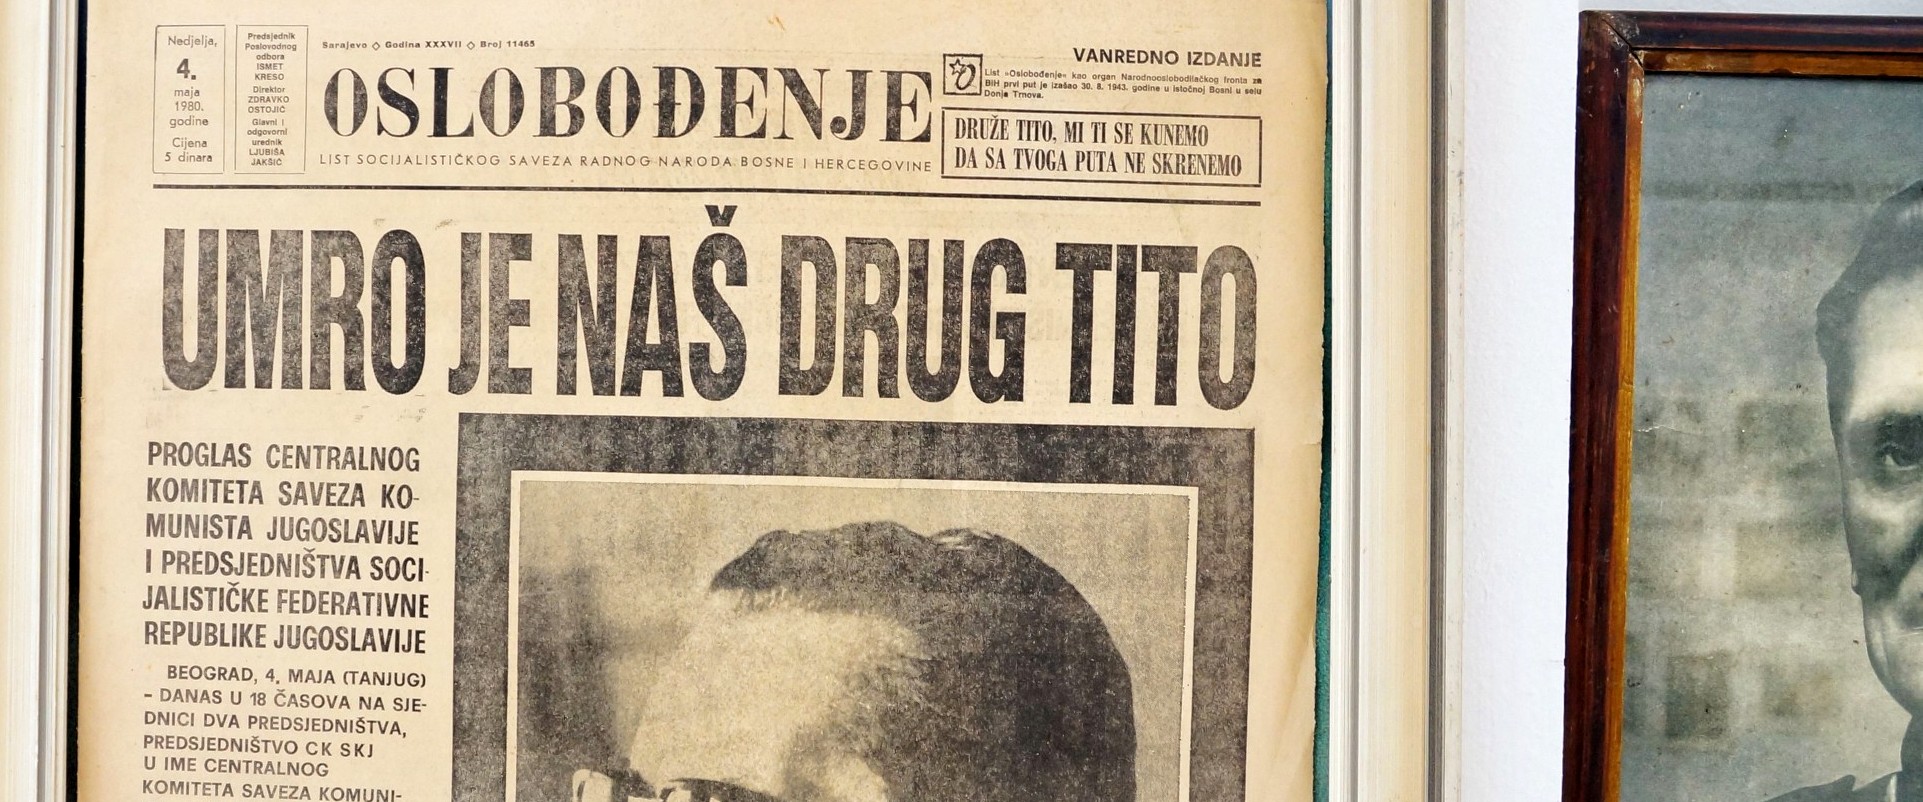 Nedjelja,
4.
maja
1980.
godine
Cijena
5 dinara
Predsjednik
Poslovodnog
odbora
ISMET
KRESO
Direktor
ZDRAVKO
OSTOJIĆ
Glavni i
odgovorni
urednik
LJUBIŠA
JAKŠIĆ
Sarajevo ◇ Godina XXXVII ◇ Broj 11465
OSLOBOĐENJE
LIST SOCIJALISTIČKOG SAVEZA RADNOG NARODA BOSNE I HERCEGOVINE
VANREDNO IZDANJE
List »Oslobođenje« kao organ Narodnooslobodilačkog fronta za
BiH prvi put je izašao 30. 8. 1943. godine u istočnoj Bosni u selu
Donja Trnova.
DRUŽE TITO, MI TI SE KUNEMO
DA SA TVOGA PUTA NE SKRENEMO
UMRO JE NAŠ DRUG TITO
PROGLAS CENTRALNOG
KOMITETA SAVEZA KO-
MUNISTA JUGOSLAVIJE
I PREDSJEDNIŠTVA SOCI-
JALISTIČKE FEDERATIVNE
REPUBLIKE JUGOSLAVIJE
BEOGRAD, 4. MAJA (TANJUG)
– DANAS U 18 ČASOVA NA SJE-
DNICI DVA PREDSJEDNIŠTVA,
PREDSJEDNIŠTVO CK SKJ
U IME CENTRALNOG
KOMITETA SAVEZA KOMUNI-